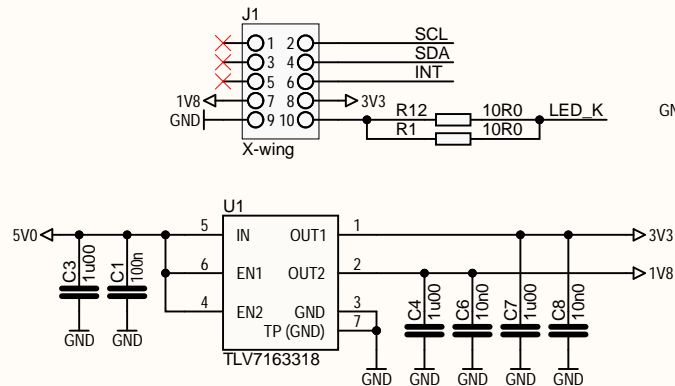 J1
1 2 SCL
3 4 SDA
5 6 INT
1V8 7 8 3V3
GND 9 10 R12 10R0 LED_K
R1 10R0
X-wing
GN
U1
5V0 5 IN OUT1 1 3V3
6 EN1 OUT2 2 1V8
4 EN2 GND 3
TP (GND) 7
TLV7163318
C3 1u00
C1 100n
C4 1u00
C6 10n0
C7 1u00
C8 10n0
GND GND GND GND GND GND GND